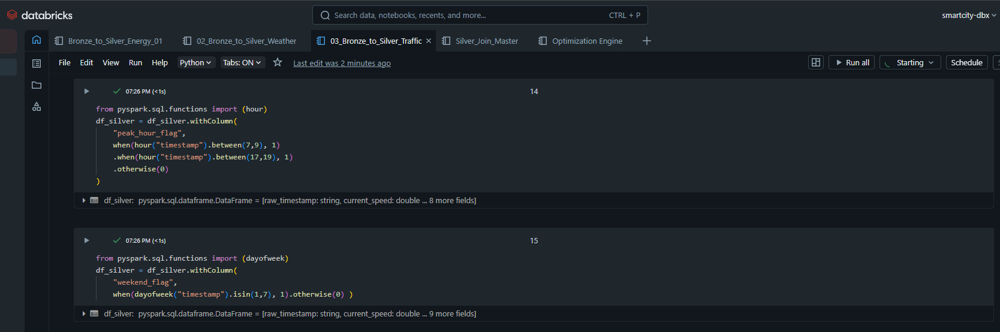 databricks
Search data, notebooks, recents, and more...
CTRL + P
smartcity-dbx
Bronze_to_Silver_Energy_01
02_Bronze_to_Silver_Weather
03_Bronze_to_Silver_Traffic
Silver_Join_Master
Optimization Engine
File Edit View Run Help Python Tabs: ON Last edit was 2 minutes ago Run all Starting Schedule
07:26 PM (<1s) 14
from pyspark.sql.functions import (hour)
df_silver = df_silver.withColumn(
"peak_hour_flag",
when(hour("timestamp").between(7,9), 1)
.when(hour("timestamp").between(17,19), 1)
.otherwise(0)
)
df_silver: pyspark.sql.dataframe.DataFrame = [raw_timestamp: string, current_speed: double ... 8 more fields]
07:26 PM (<1s) 15
from pyspark.sql.functions import (dayofweek)
df_silver = df_silver.withColumn(
"weekend_flag",
when(dayofweek("timestamp").isin(1,7), 1).otherwise(0) )
df_silver: pyspark.sql.dataframe.DataFrame = [raw_timestamp: string, current_speed: double ... 9 more fields]